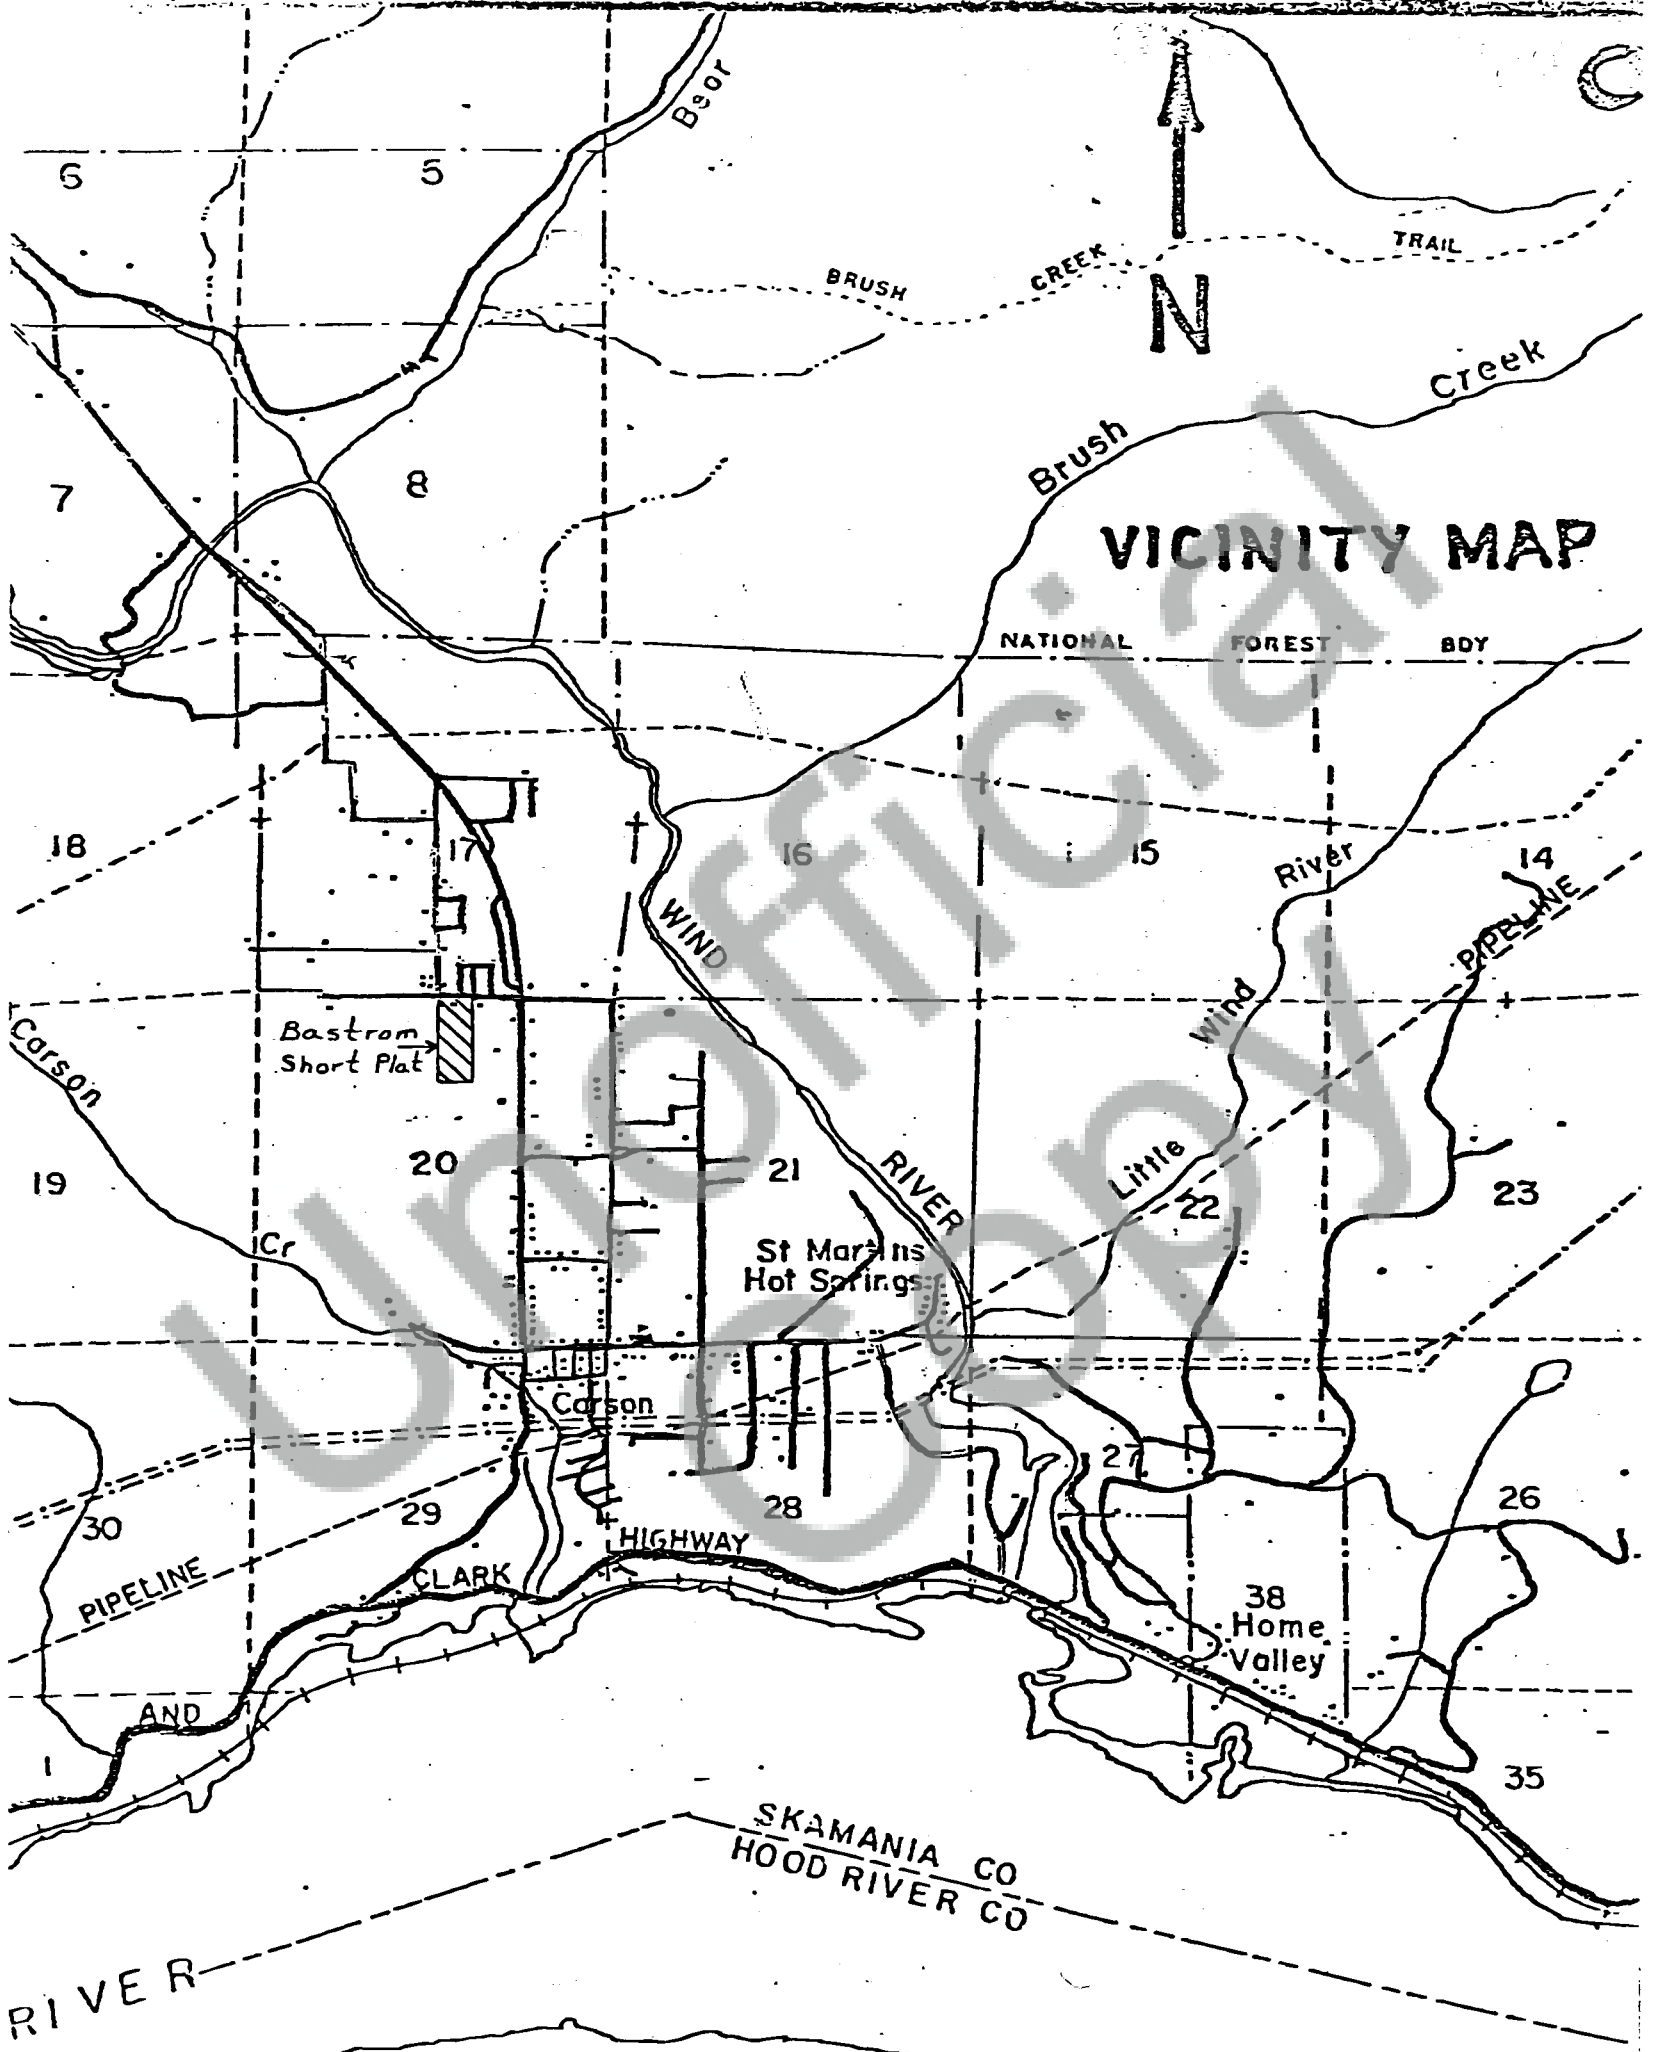 Bear
6
5
BRUSH CREEK TRAIL
N
Brush Creek
7
8
VICINITY MAP
NATIONAL FOREST BDY
18
17
16
15
14
River
PIPELINE
WIND
Wind
Carson
Bastrom
Short Plat
19
20
21
RIVER
Little
22
23
Cr
St Martins
Hot Springs
Carson
27
26
30
29
28
HIGHWAY
CLARK
PIPELINE
38
Home
Valley
AND
1
35
SKAMANIA CO
HOOD RIVER CO
RIVER
Unofficial
Copy